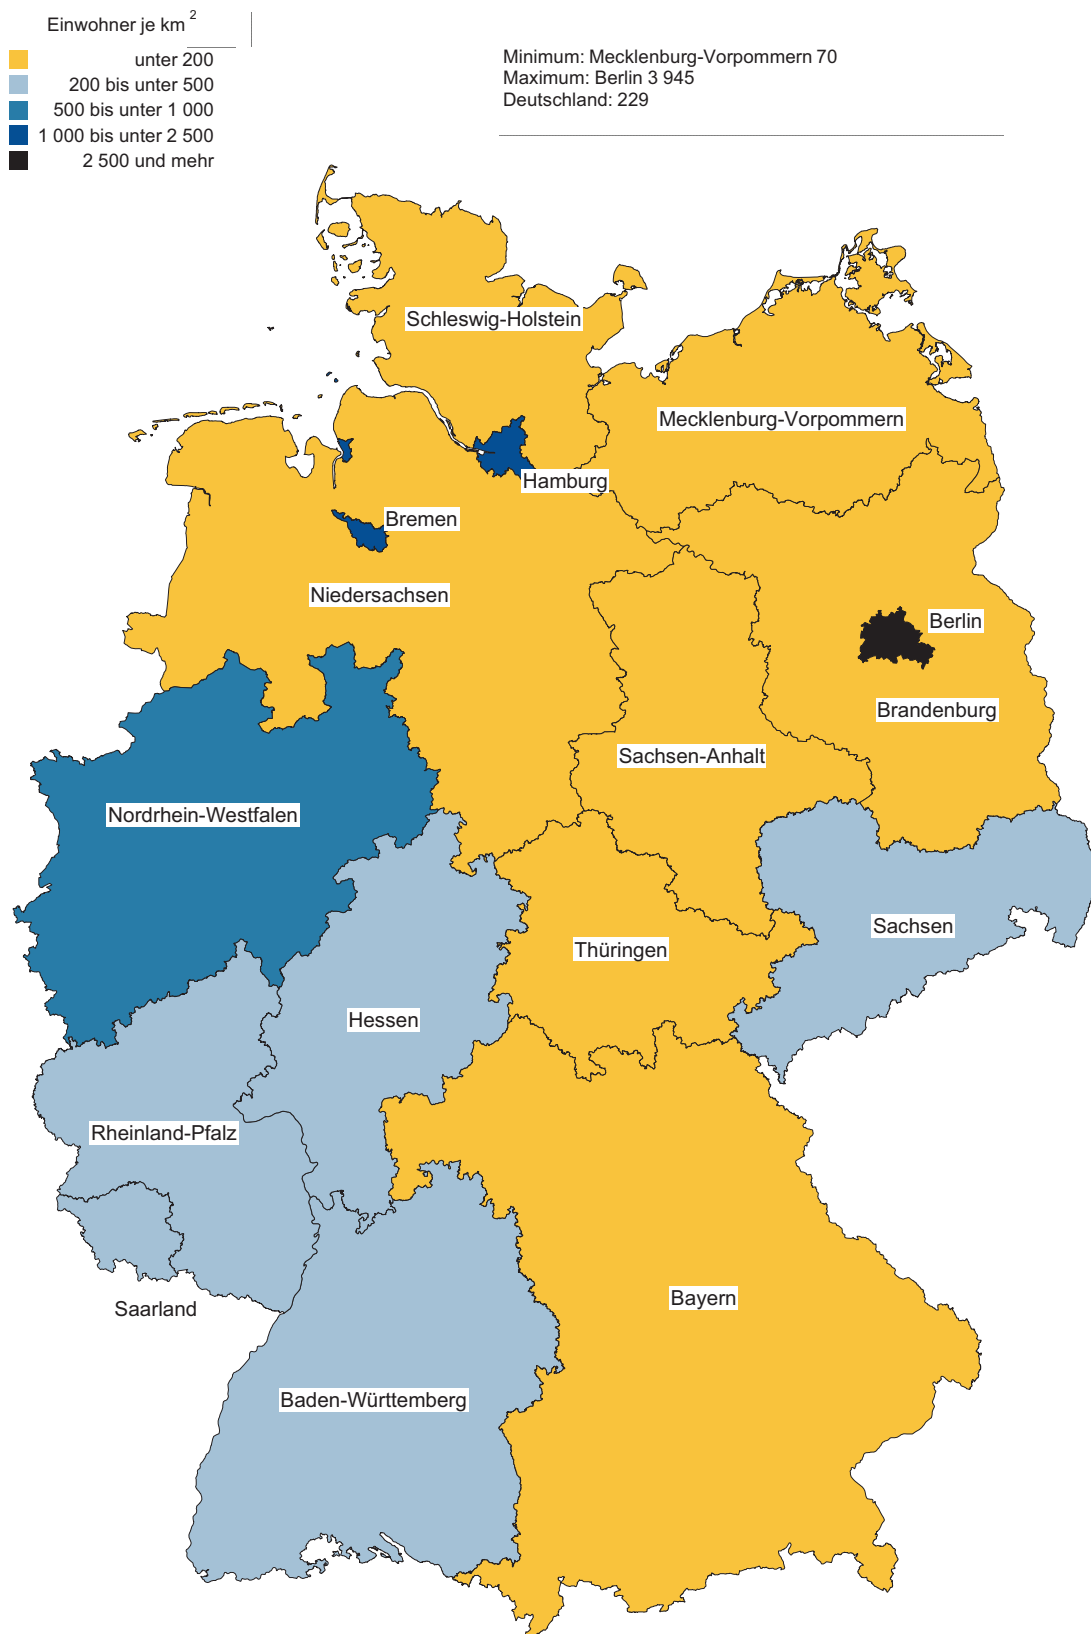 Einwohner je km 2
unter 200
200 bis unter 500
500 bis unter 1 000
1 000 bis unter 2 500
2 500 und mehr
Minimum: Mecklenburg-Vorpommern 70
Maximum: Berlin 3 945
Deutschland: 229
Schleswig-Holstein
Mecklenburg-Vorpommern
Hamburg
Bremen
Niedersachsen
Berlin
Brandenburg
Sachsen-Anhalt
Nordrhein-Westfalen
Sachsen
Thüringen
Hessen
Rheinland-Pfalz
Bayern
Saarland
Baden-Württemberg